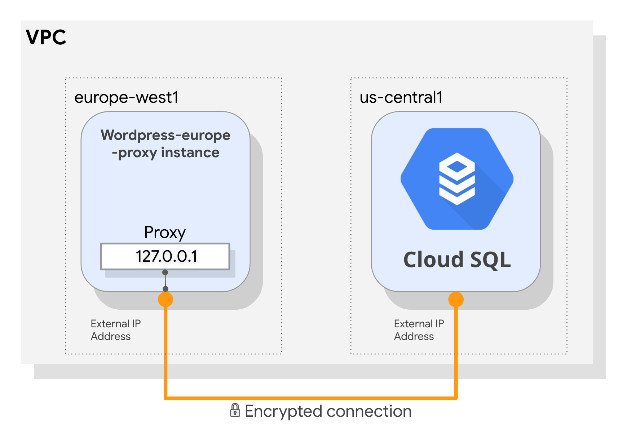 VPC
europe-west1
Wordpress-europe
-proxy instance
Proxy
127.0.0.1
External IP
Address
us-central1
Cloud SQL
External IP
Address
Encrypted connection